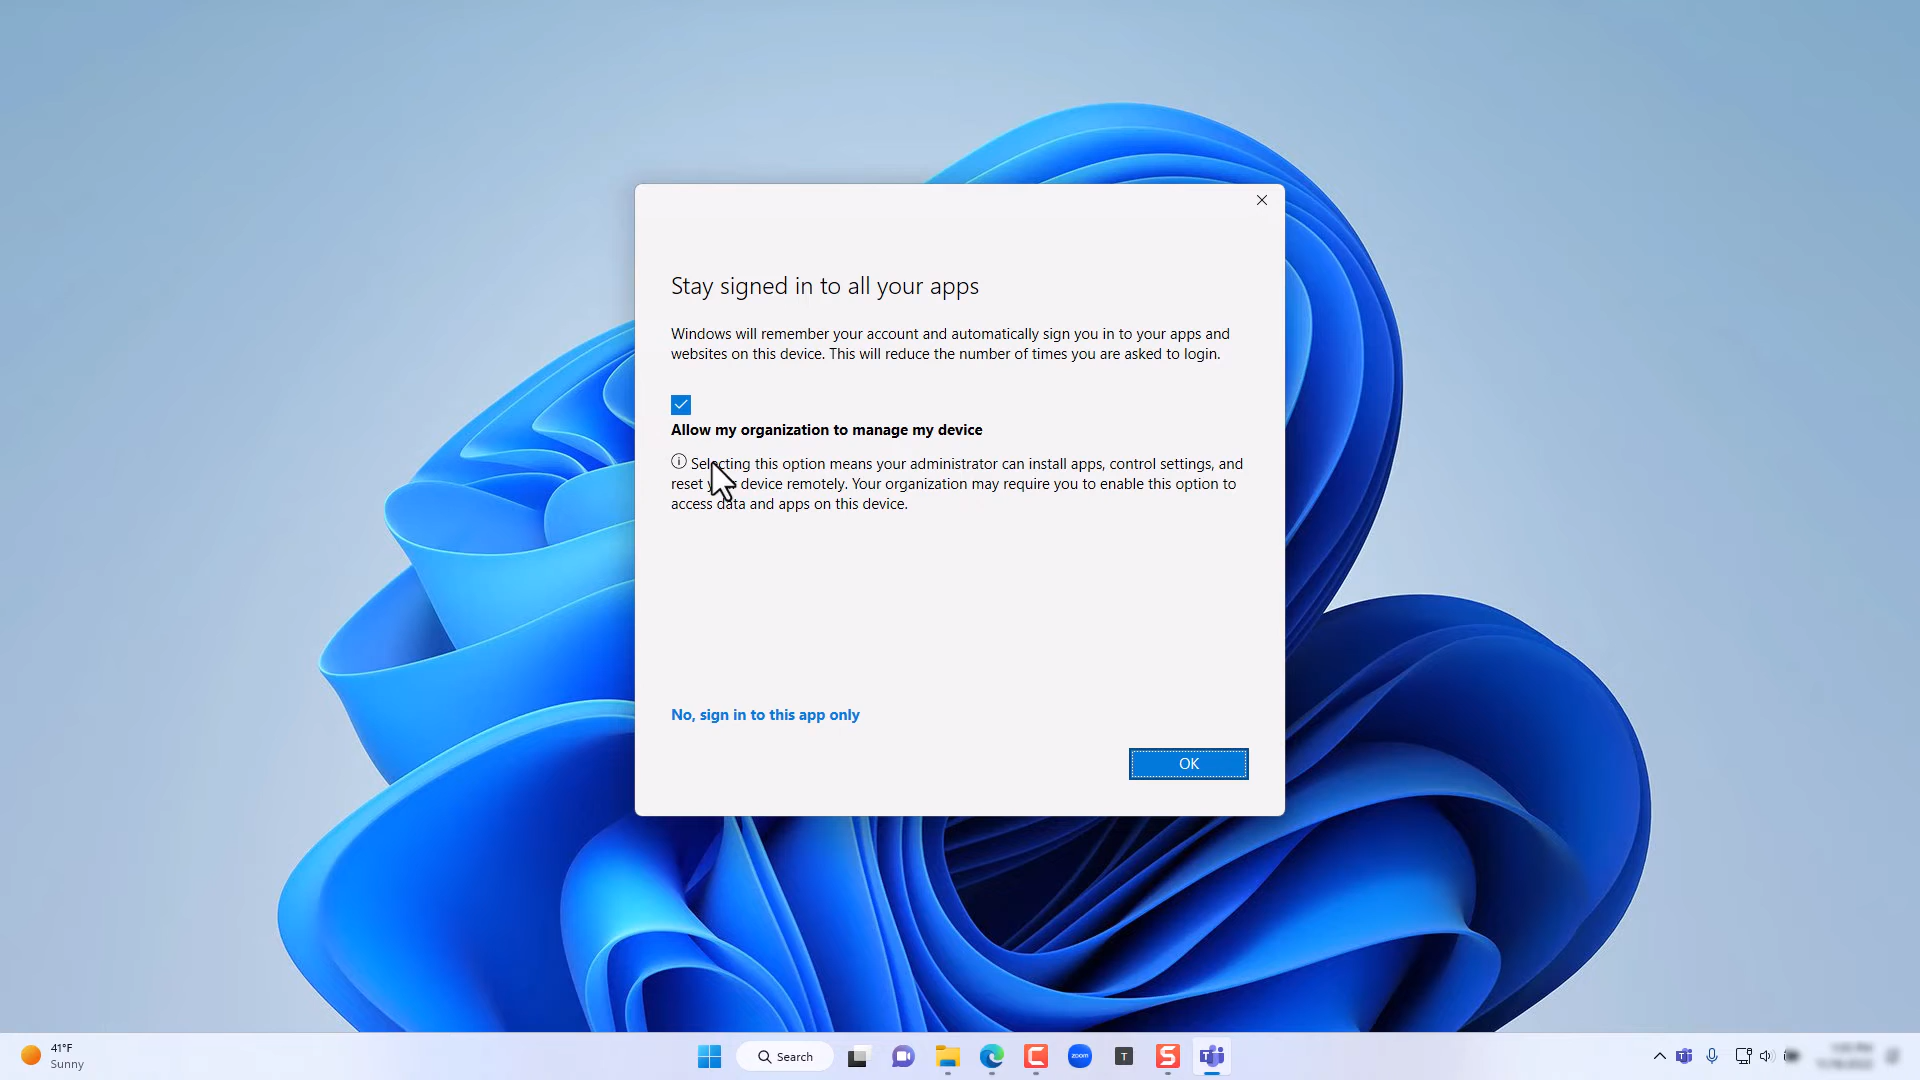 Stay signed in to all your apps
Windows will remember your account and automatically sign you in to your apps and
websites on this device. This will reduce the number of times you are asked to login.
Allow my organization to manage my device
Selecting this option means your administrator can install apps, control settings, and
reset device remotely. Your organization may require you to enable this option to
access data and apps on this device.
No, sign in to this app only
OK
41°F
Sunny
Search
zoom
T